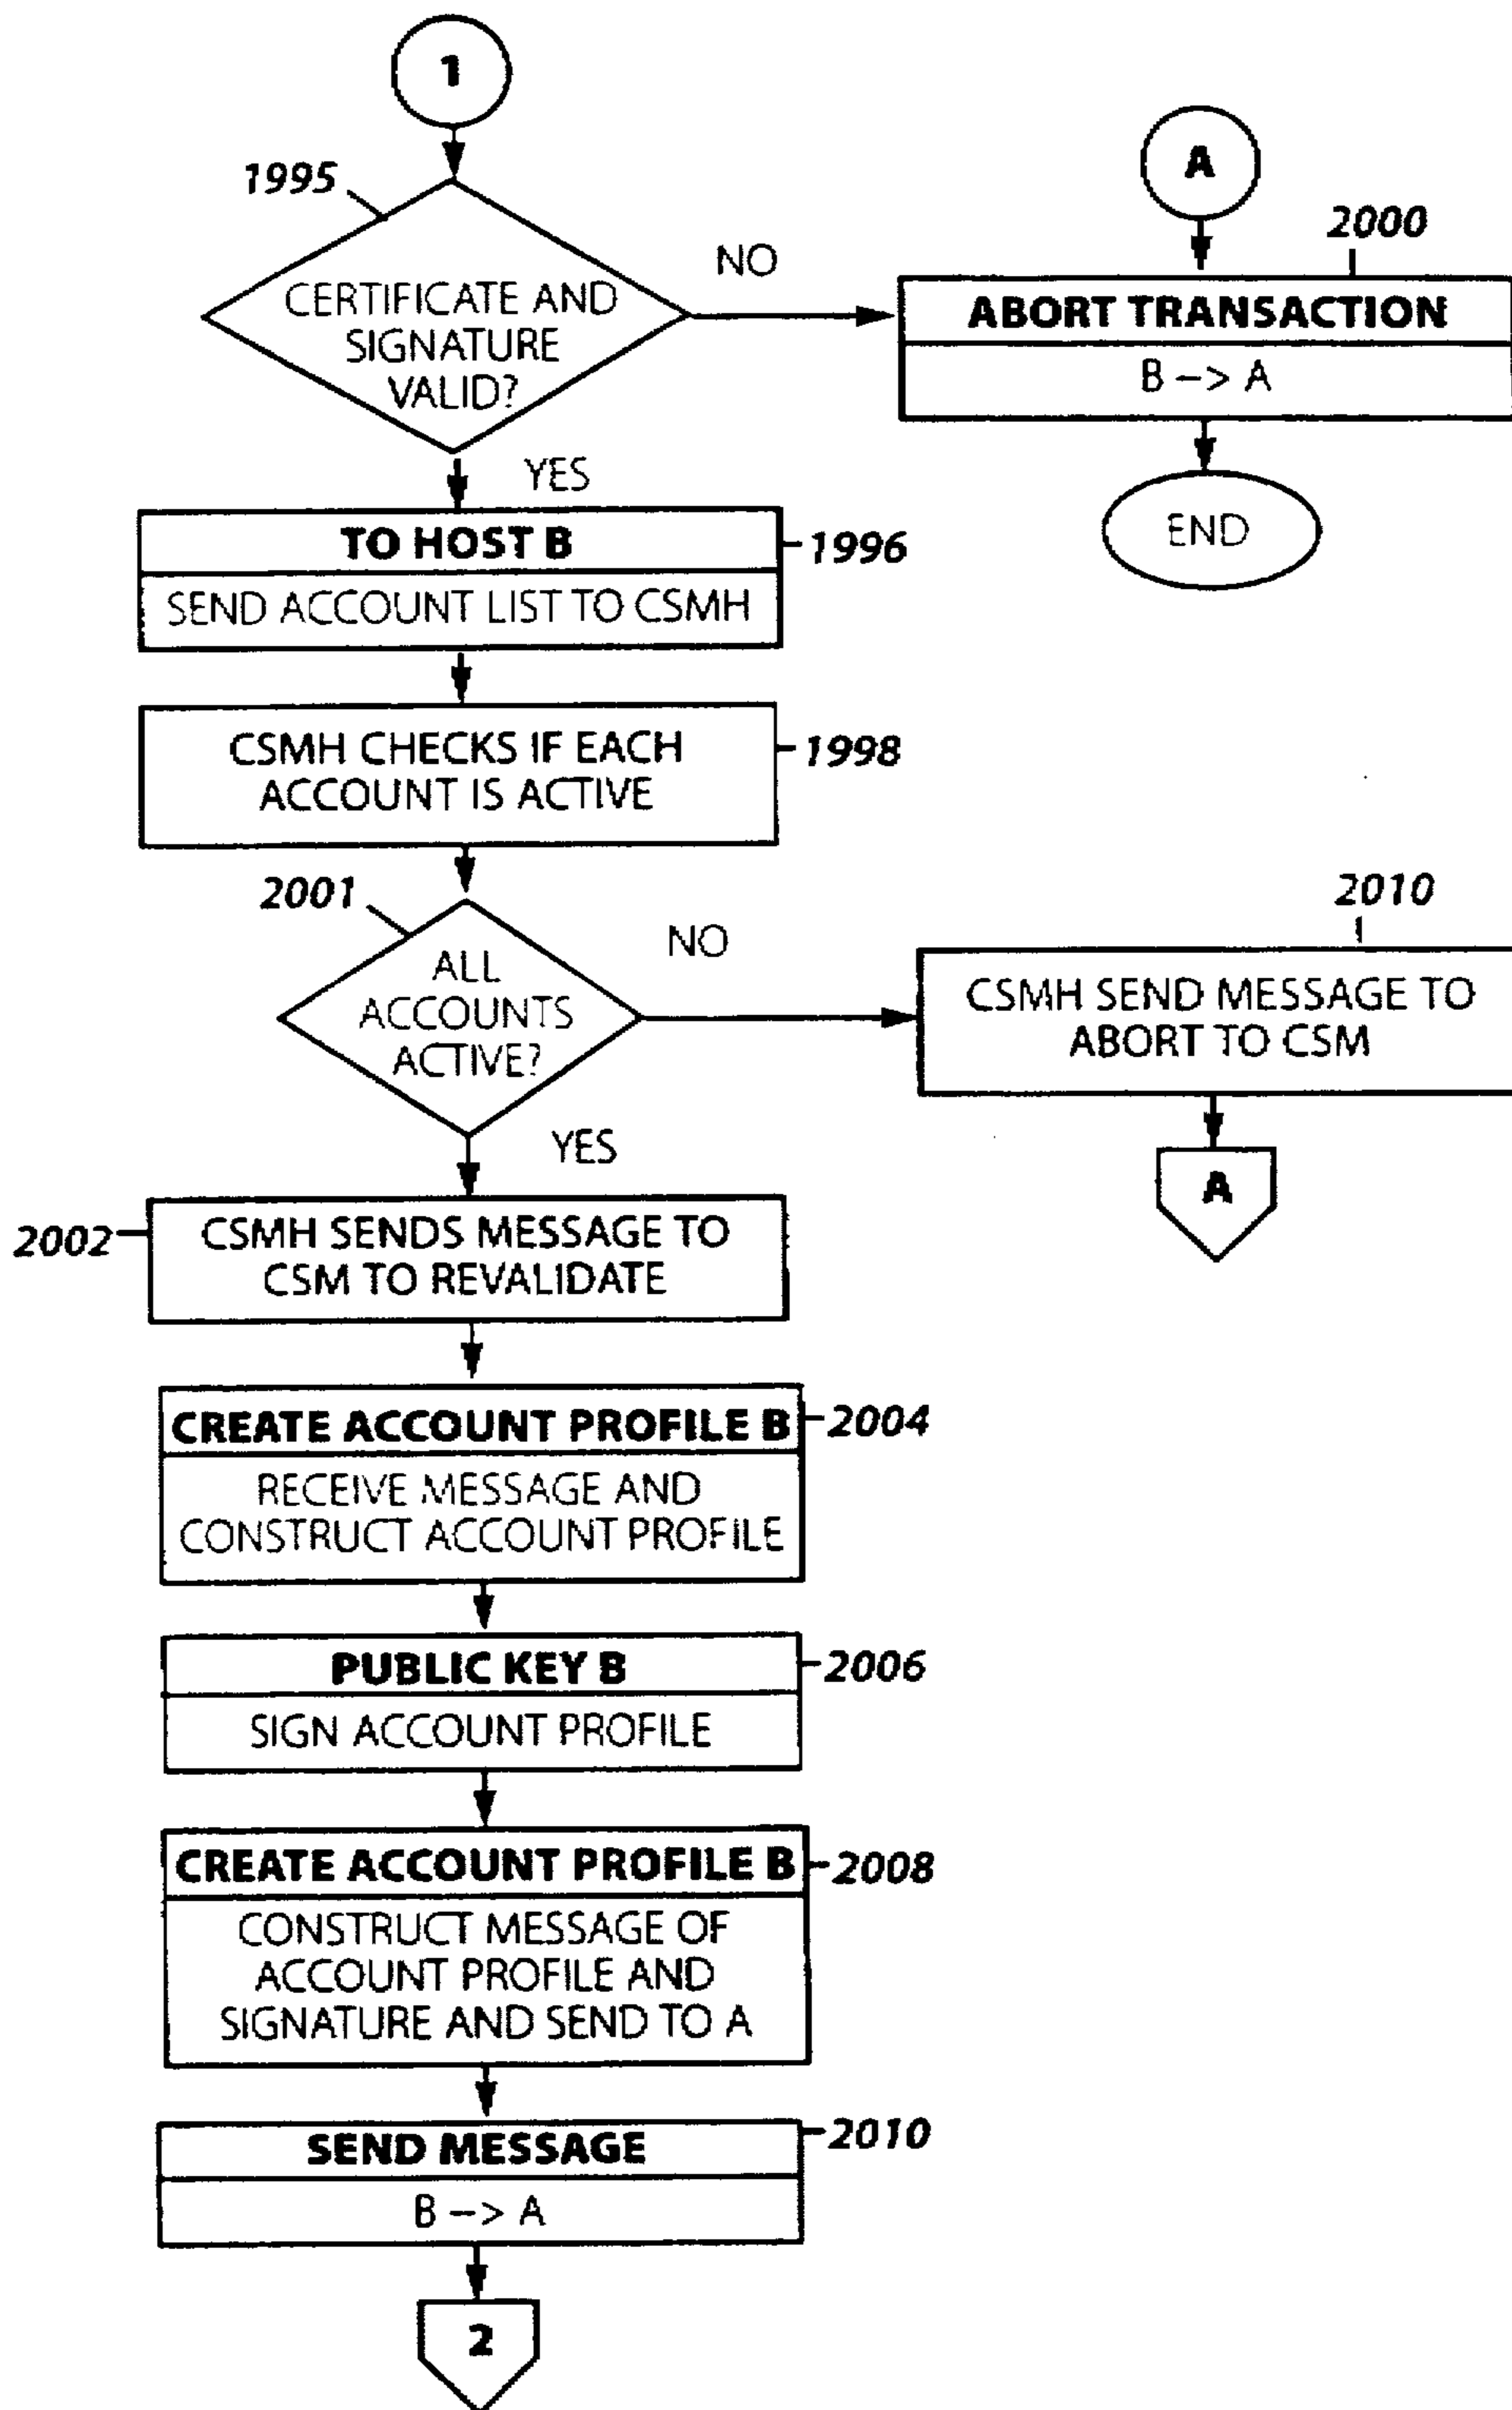 1
1995
CERTIFICATE AND
SIGNATURE
VALID?
NO
A
2000
ABORT TRANSACTION
B --> A
END
YES
TO HOST B
1996
SEND ACCOUNT LIST TO CSMH
CSMH CHECKS IF EACH
ACCOUNT IS ACTIVE
1998
2001
ALL
ACCOUNTS
ACTIVE?
NO
2010
CSMH SEND MESSAGE TO
ABORT TO CSM
A
YES
2002
CSMH SENDS MESSAGE TO
CSM TO REVALIDATE
CREATE ACCOUNT PROFILE B
2004
RECEIVE MESSAGE AND
CONSTRUCT ACCOUNT PROFILE
PUBLIC KEY B
2006
SIGN ACCOUNT PROFILE
CREATE ACCOUNT PROFILE B
2008
CONSTRUCT MESSAGE OF
ACCOUNT PROFILE AND
SIGNATURE AND SEND TO A
SEND MESSAGE
2010
B --> A
2